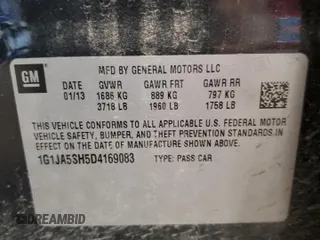 GM
MFD BY GENERAL MOTORS LLC
DATE GVWR GAWR FRT GAWR RR
01/13 1686 KG 889 KG 797 KG
3718 LB 1960 LB 1758 LB
THIS VEHICLE CONFORMS TO ALL APPLICABLE U.S. FEDERAL MOTOR
VEHICLE SAFETY, BUMPER, AND THEFT PREVENTION STANDARDS IN
EFFECT ON THE DATE OF MANUFACTURE SHOWN ABOVE.
1G1JA5SH5D4169083 TYPE: PASS CAR
DREAMBID